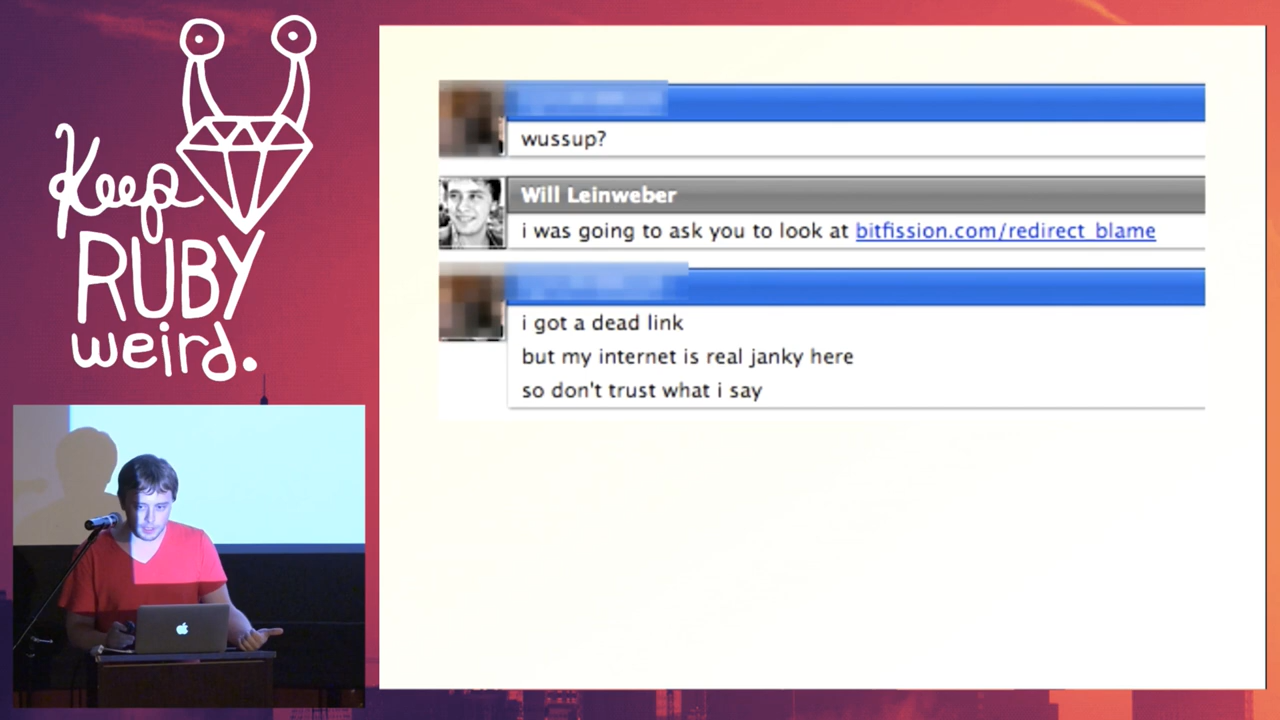 Keep
RUBY
weird.
wussup?
Will Leinweber
i was going to ask you to look at bitfission.com/redirect_blame
i got a dead link
but my internet is real janky here
so don't trust what i say